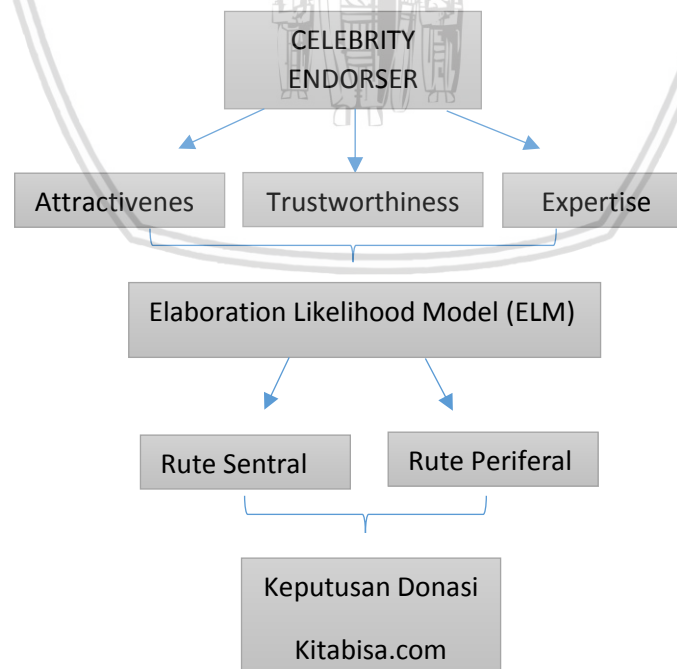 CELEBRITY
ENDORSER
Attractivenes
Trustworthiness
Expertise
Elaboration Likelihood Model (ELM)
Rute Sentral
Rute Periferal
Keputusan Donasi
Kitabisa.com